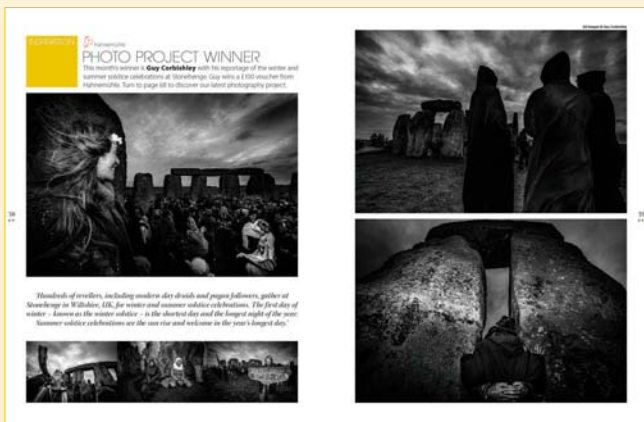 All images © Guy Corbishley
INSPIRATION
Hahnemühle
PHOTO PROJECT WINNER
This month's winner is Guy Corbishley with his reportage of the winter and
summer solstice celebrations at Stonehenge. Guy wins a £100 voucher from
Hahnemühle. Turn to page 68 to discover our latest photography project.
'Hundreds of revellers, including modern-day druids and pagan followers, gather at
Stonehenge in Wiltshire, UK, for winter and summer solstice celebrations. The first day of
winter – known as the winter solstice – is the shortest day and the longest night of the year.
Summer solstice celebrations see the sun rise and welcome in the year's longest day.'